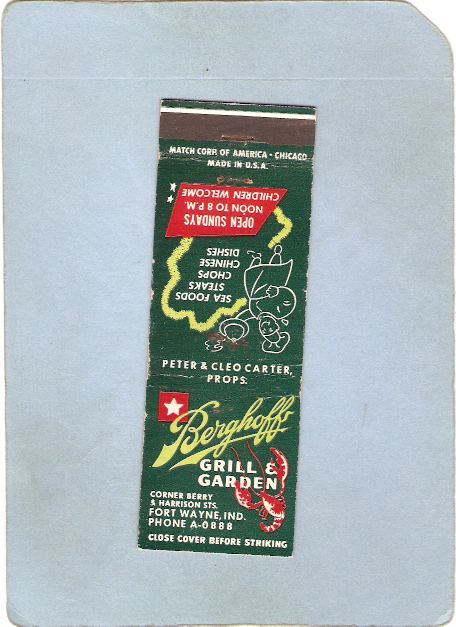 MATCH CORP. OF AMERICA · CHICAGO
MADE IN U.S.A.
OPEN SUNDAYS
NOON TO 8 P.M.
CHILDREN WELCOME
SEA FOODS
STEAKS
CHOPS
CHINESE
DISHES
PETER & CLEO CARTER,
PROPS.
Berghoff's
GRILL &
GARDEN
CORNER BERRY
& HARRISON STS.
FORT WAYNE, IND.
PHONE A-0888
CLOSE COVER BEFORE STRIKING